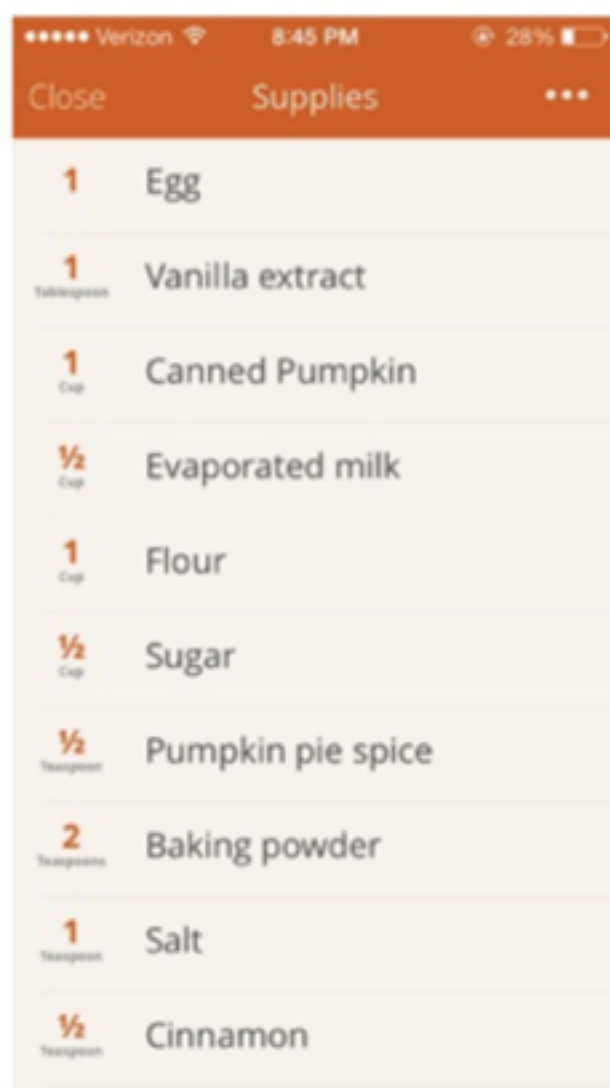 Verizon 8:45 PM 28%
Close Supplies
1 Egg
Tablespoon
1 Vanilla extract
1 Canned Pumpkin
Cup
½ Evaporated milk
Cup
1 Flour
Cup
½ Sugar
Cup
½ Pumpkin pie spice
Teaspoon
2 Baking powder
Teaspoons
1 Salt
Teaspoon
½ Cinnamon
Teaspoon